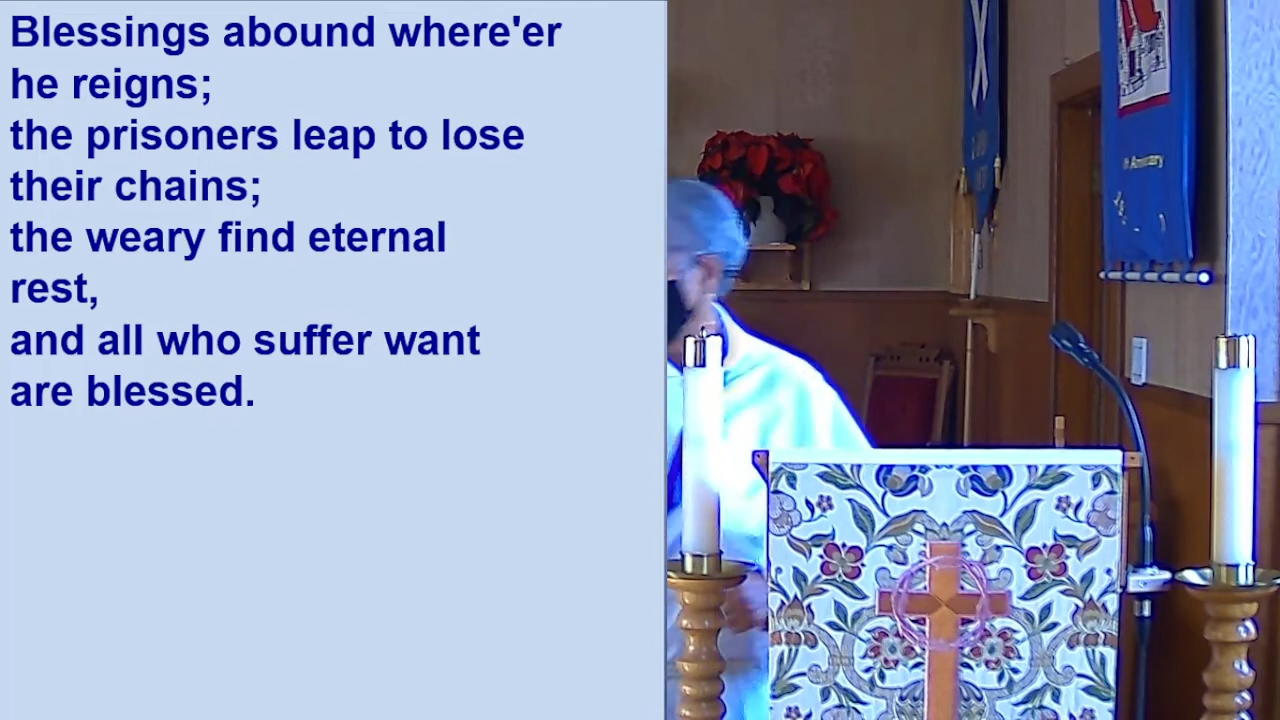 Blessings abound where'er
he reigns;
the prisoners leap to lose
their chains;
the weary find eternal
rest,
and all who suffer want
are blessed.